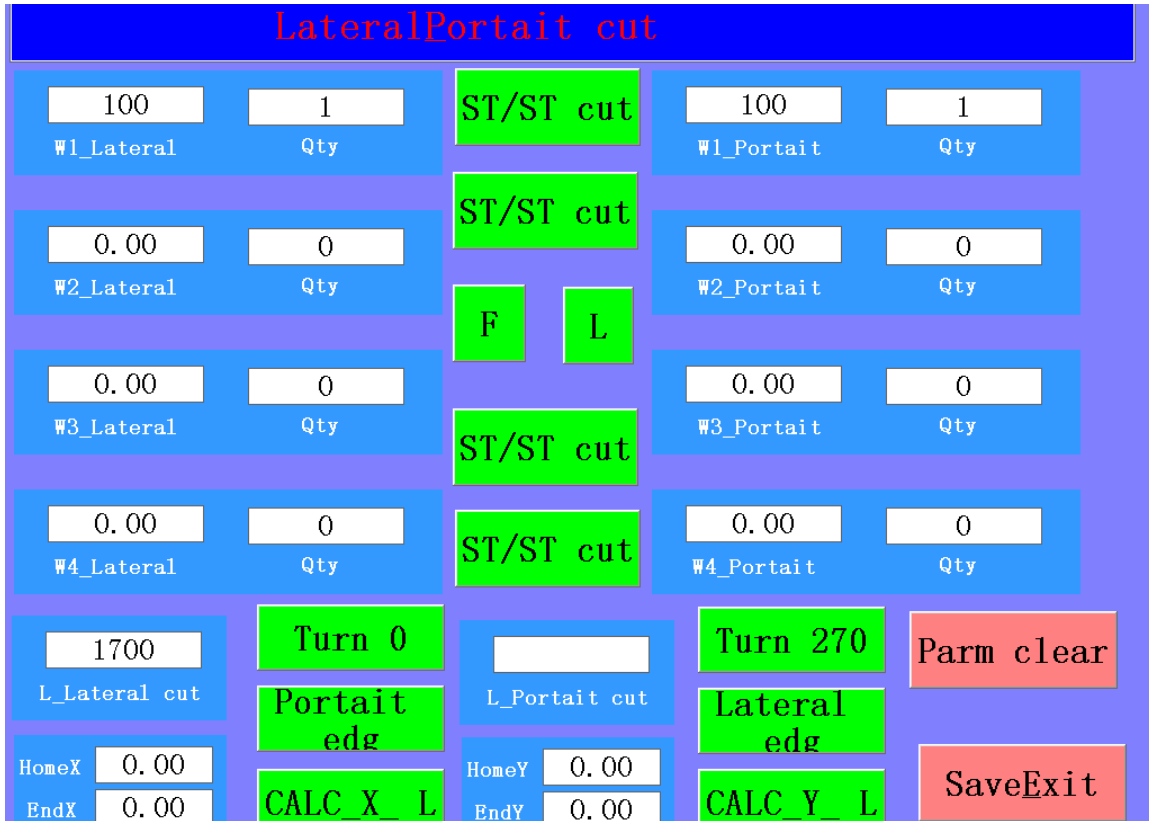 LateralPortait cut
100 1 ST/ST cut 100 1
W1_Lateral Qty W1_Portait Qty
ST/ST cut
0.00 0 0.00 0
W2_Lateral Qty W2_Portait Qty
F L
0.00 0 0.00 0
W3_Lateral Qty W3_Portait Qty
ST/ST cut
0.00 0 0.00 0
ST/ST cut
W4_Lateral Qty W4_Portait Qty
1700 Turn 0 Turn 270 Parm clear
L_Lateral cut Portait edg L_Portait cut Lateral edg
HomeX 0.00 HomeY 0.00 SaveExit
EndX 0.00 CALC_X_ L EndY 0.00 CALC_Y_ L